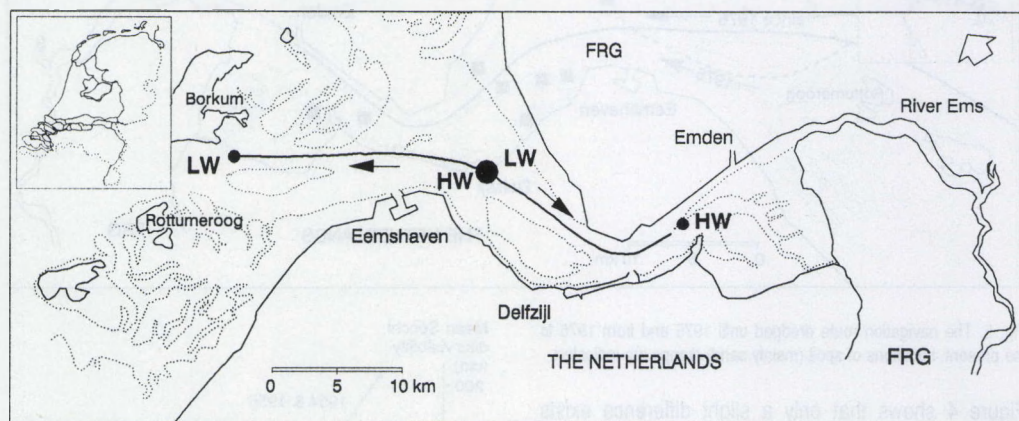 FRG
Borkum
River Ems
Emden
LW
LW
HW
HW
Rottumeroog
Eemshaven
Delfzijl
0 5 10 km
THE NETHERLANDS
FRG